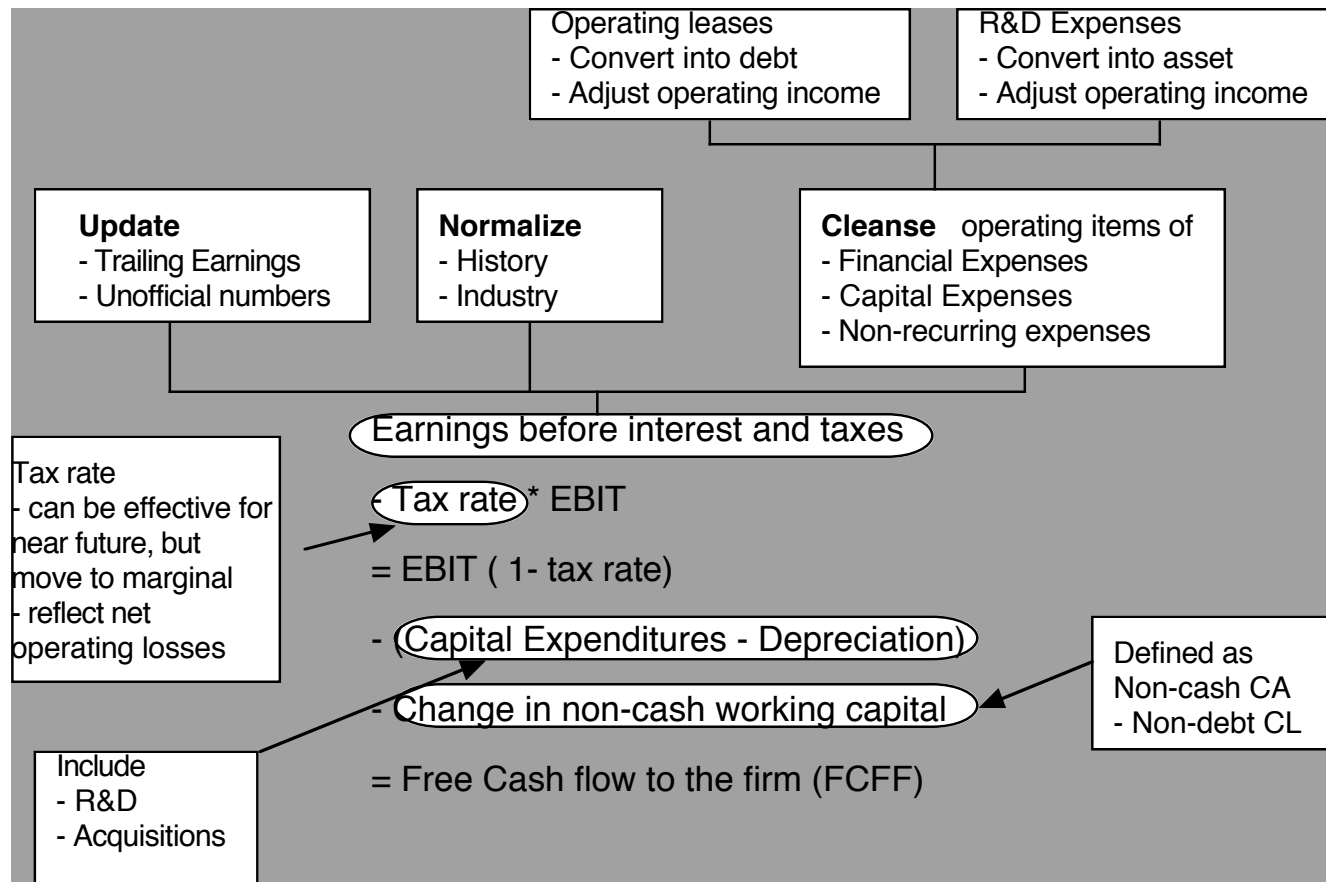 Operating leases
- Convert into debt
- Adjust operating income
R&D Expenses
- Convert into asset
- Adjust operating income
Update
- Trailing Earnings
- Unofficial numbers
Normalize
- History
- Industry
Cleanse operating items of
- Financial Expenses
- Capital Expenses
- Non-recurring expenses
Earnings before interest and taxes
- Tax rate * EBIT
= EBIT ( 1- tax rate)
- (Capital Expenditures - Depreciation)
- Change in non-cash working capital
= Free Cash flow to the firm (FCFF)
Tax rate
- can be effective for
near future, but
move to marginal
- reflect net
operating losses
Defined as
Non-cash CA
- Non-debt CL
Include
- R&D
- Acquisitions